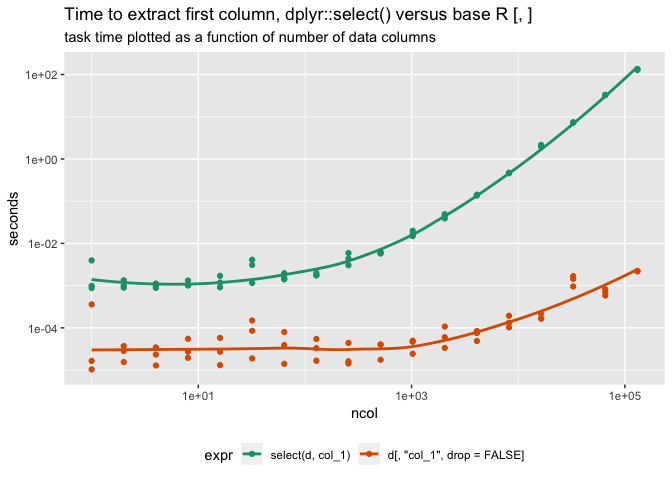 Time to extract first column, dplyr::select() versus base R [, ]
task time plotted as a function of number of data columns
1e+02
1e+00
1e-02
1e-04
seconds
1e+01 1e+03 1e+05
ncol
expr select(d, col_1) d[, "col_1", drop = FALSE]